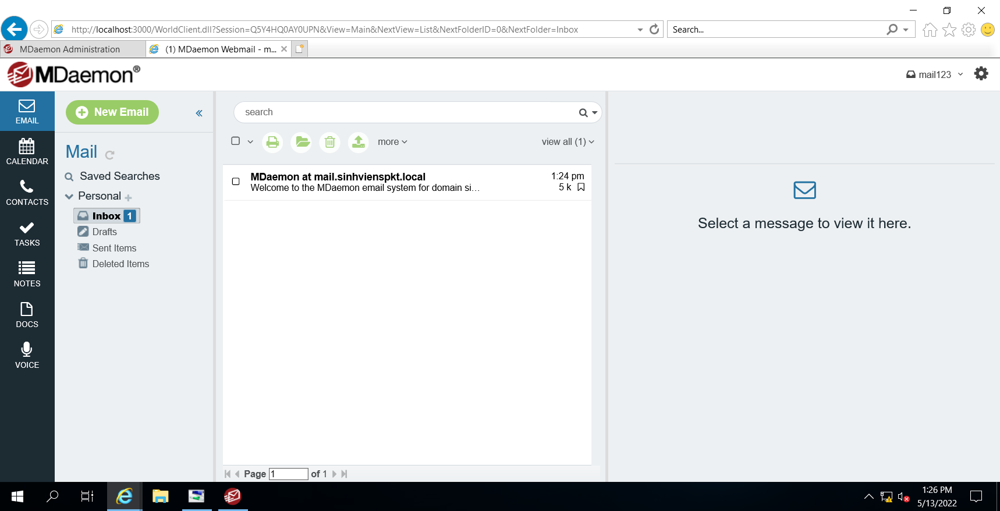 http://localhost:3000/WorldClient.dll?Session=Q5Y4HQ0AY0UPN&View=Main&NextView=List&NextFolderID=0&NextFolder=Inbox
Search...
MDaemon Administration
(1) MDaemon Webmail - m...
MDaemon®
mail123
EMAIL
CALENDAR
CONTACTS
TASKS
NOTES
DOCS
VOICE
New Email
«
Mail
Saved Searches
Personal
Inbox 1
Drafts
Sent Items
Deleted Items
search
more
view all (1)
MDaemon at mail.sinhvienspkt.local
1:24 pm
Welcome to the MDaemon email system for domain si...
5 k
Page 1 of 1
Select a message to view it here.
1:26 PM
5/13/2022